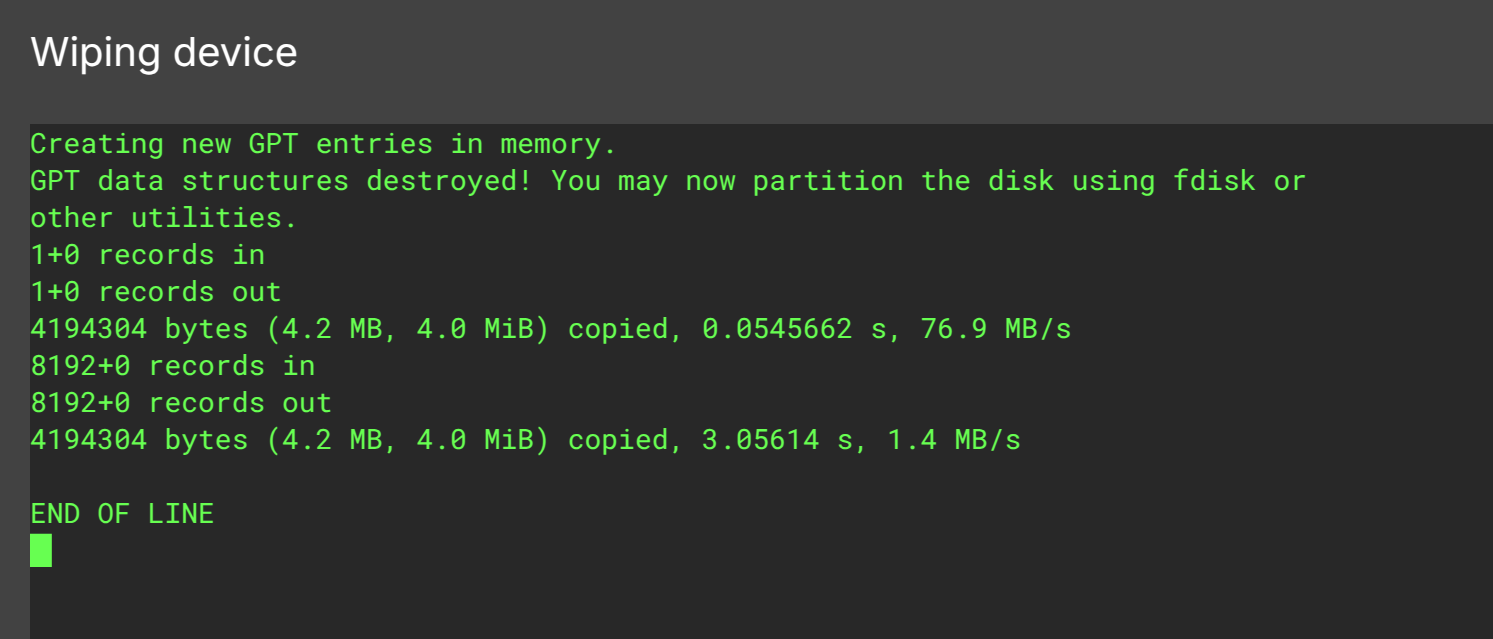 Wiping device
Creating new GPT entries in memory.
GPT data structures destroyed! You may now partition the disk using fdisk or
other utilities.
1+0 records in
1+0 records out
4194304 bytes (4.2 MB, 4.0 MiB) copied, 0.0545662 s, 76.9 MB/s
8192+0 records in
8192+0 records out
4194304 bytes (4.2 MB, 4.0 MiB) copied, 3.05614 s, 1.4 MB/s
END OF LINE